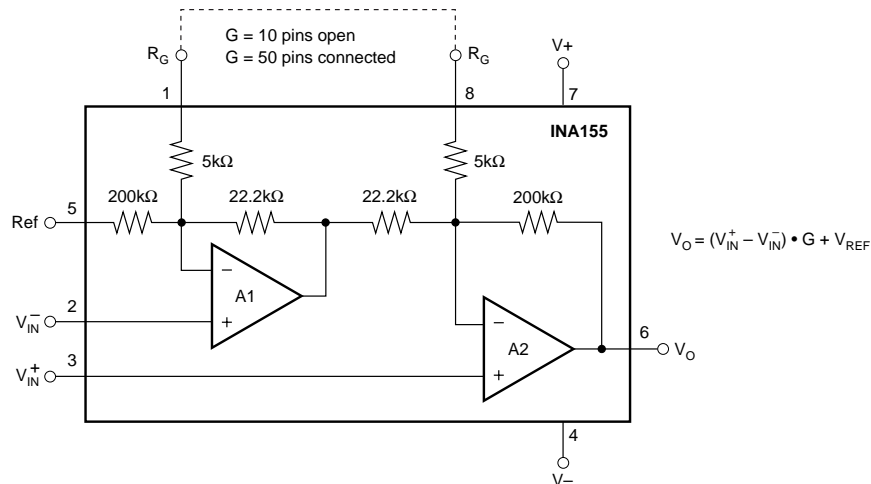 G = 10 pins open
G = 50 pins connected
R_G
R_G
V+
1
8
7
INA155
5kΩ
5kΩ
200kΩ
22.2kΩ
22.2kΩ
200kΩ
Ref
5
V_O = (V_IN^+ – V_IN^–) • G + V_REF
–
A1
+
2
V_IN^–
3
V_IN^+
–
A2
+
6
V_O
4
V–